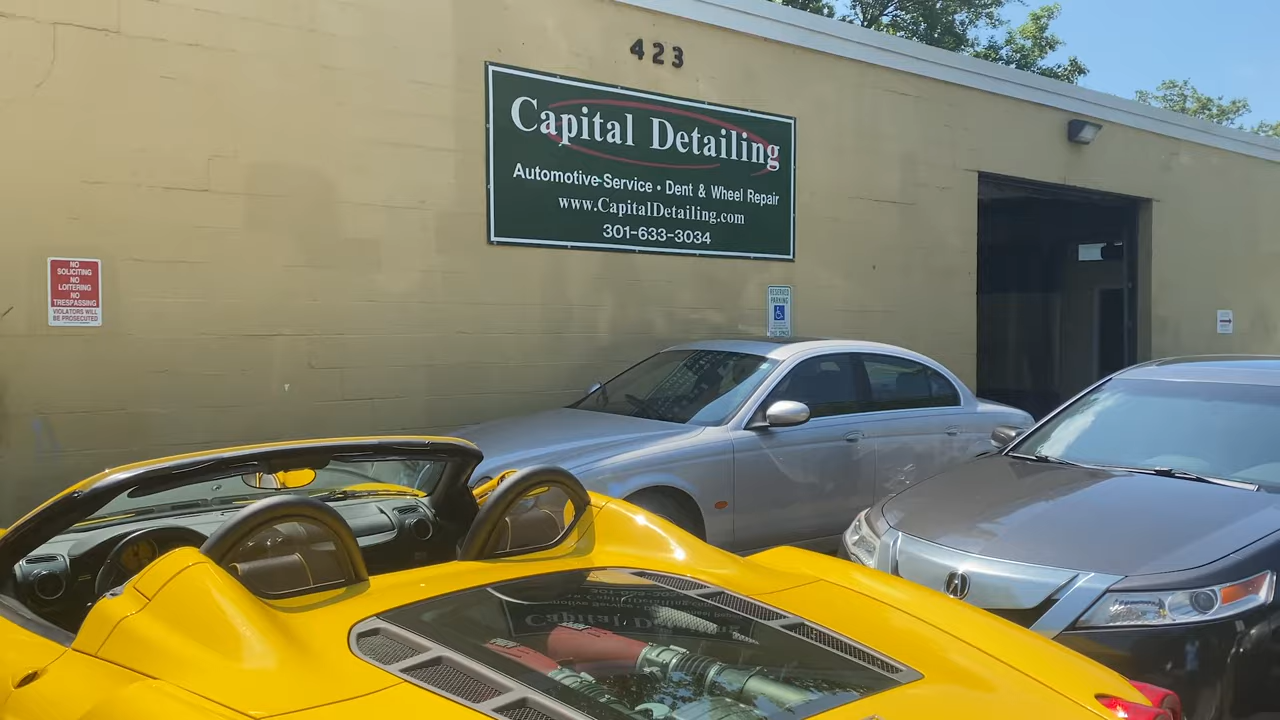 423
Capital Detailing
Automotive Service • Dent & Wheel Repair
www.CapitalDetailing.com
301-633-3034
NO
SOLICITING
NO
LOITERING
NO
TRESPASSING
VIOLATORS WILL
BE PROSECUTED
RESERVED
PARKING